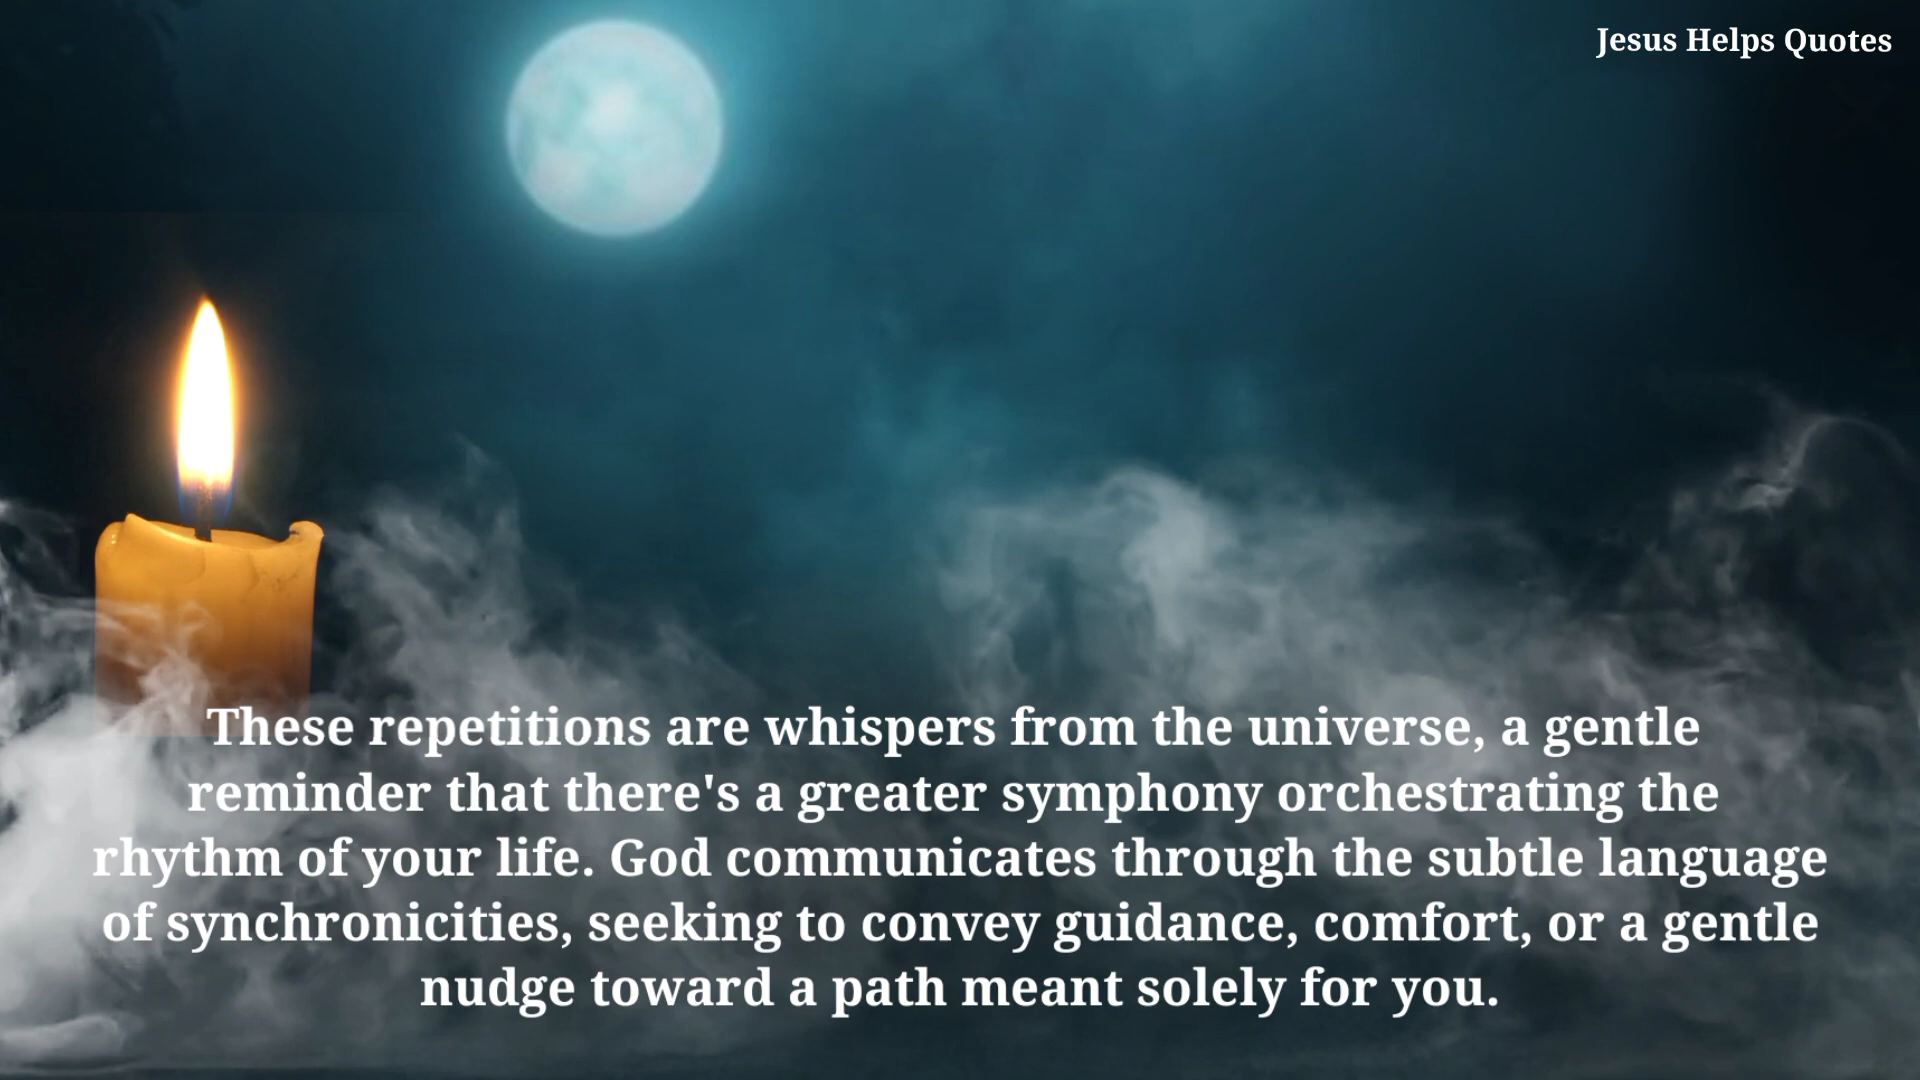 Jesus Helps Quotes
These repetitions are whispers from the universe, a gentle
reminder that there's a greater symphony orchestrating the
rhythm of your life. God communicates through the subtle language
of synchronicities, seeking to convey guidance, comfort, or a gentle
nudge toward a path meant solely for you.